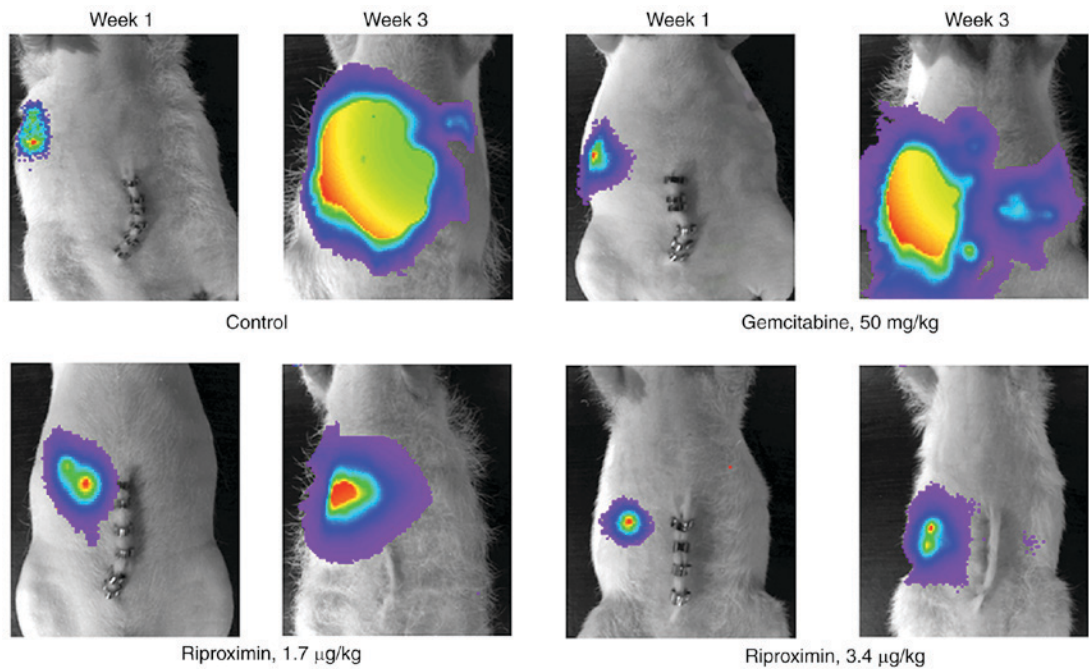 Week 1
Week 3
Week 1
Week 3
Control
Gemcitabine, 50 mg/kg
Riproximin, 1.7 μg/kg
Riproximin, 3.4 μg/kg